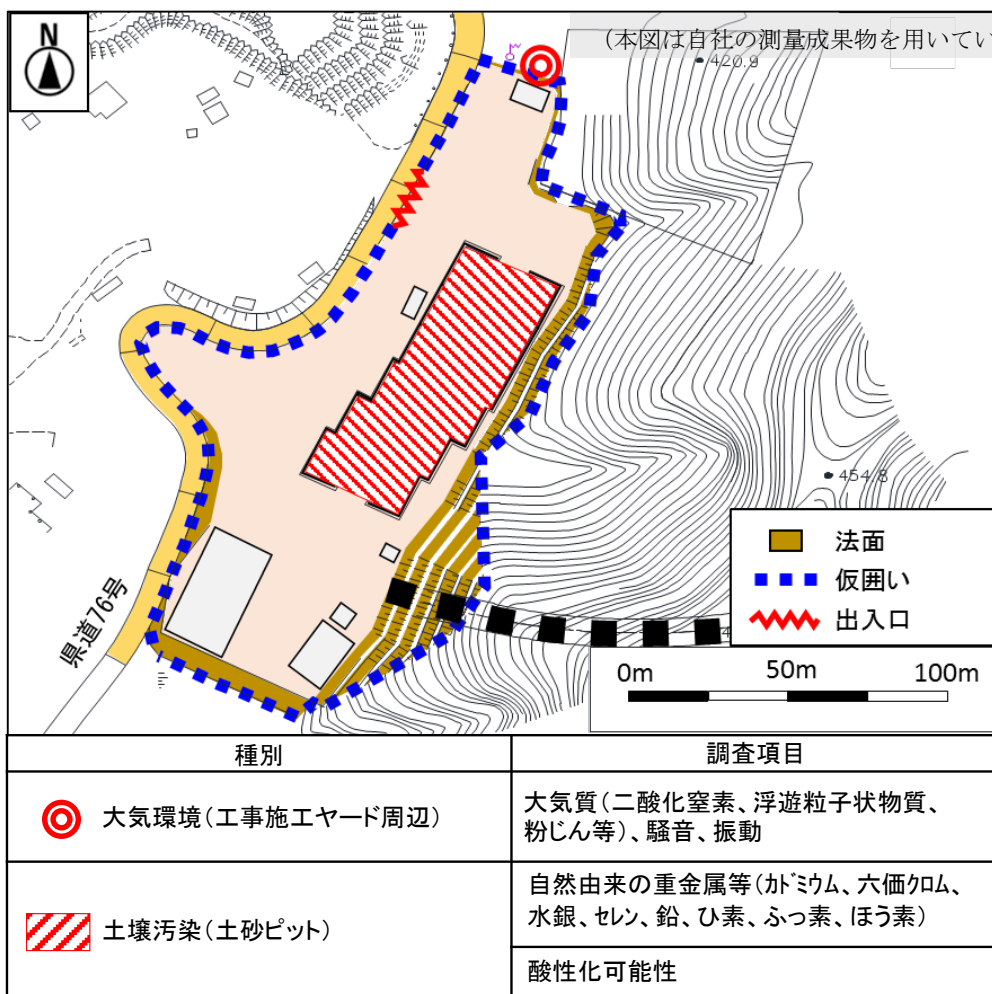 N
(本図は自社の測量成果物を用いてい
420.9
454.8
県道76号
法面
仮囲い
出入口
0m 50m 100m
種別 調査項目
大気環境(工事施工ヤード周辺)
大気質(二酸化窒素、浮遊粒子状物質、
粉じん等)、騒音、振動
土壌汚染(土砂ピット)
自然由来の重金属等(ｶﾄﾞﾐｳﾑ、六価ｸﾛﾑ、
水銀、ｾﾚﾝ、鉛、ひ素、ふっ素、ほう素)
酸性化可能性